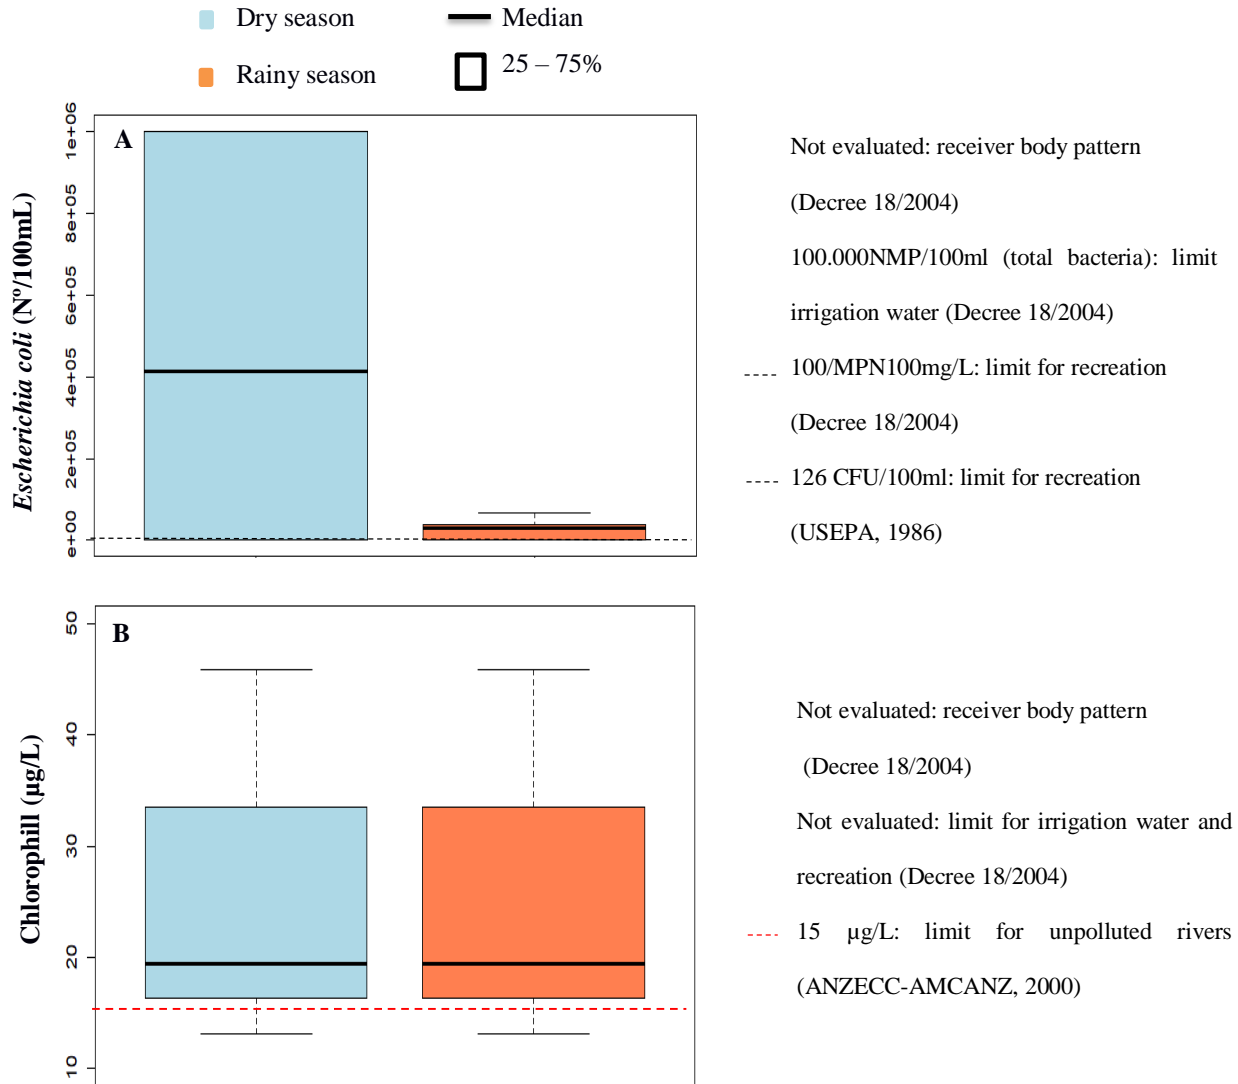 Dry season
Median
Rainy season
25 – 75%
A
Escherichia coli (Nº/100mL)
1e+06
8e+05
6e+05
4e+05
2e+05
e+00
Not evaluated: receiver body pattern
(Decree 18/2004)
100.000NMP/100ml (total bacteria): limit
irrigation water (Decree 18/2004)
100/MPN100mg/L: limit for recreation
(Decree 18/2004)
126 CFU/100ml: limit for recreation
(USEPA, 1986)
B
Chlorophill (µg/L)
50
40
30
20
10
Not evaluated: receiver body pattern
(Decree 18/2004)
Not evaluated: limit for irrigation water and
recreation (Decree 18/2004)
15 µg/L: limit for unpolluted rivers
(ANZECC-AMCANZ, 2000)